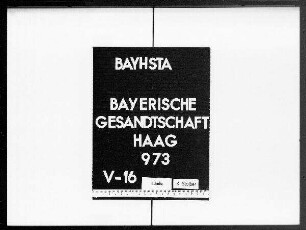 BAYHSTA
BAYERISCHE
GESANDTSCHAFT
HAAG
973
V-16